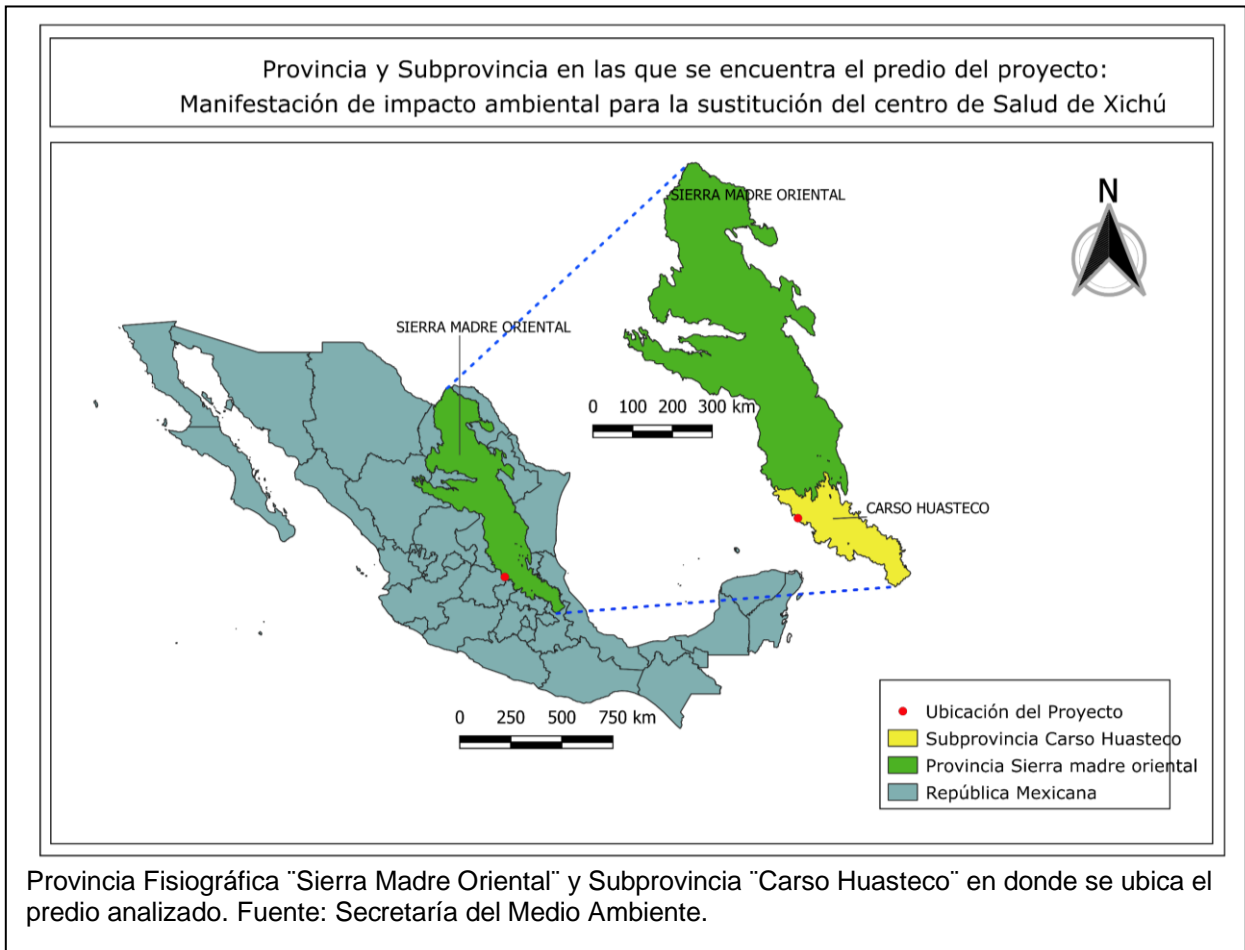 Provincia y Subprovincia en las que se encuentra el predio del proyecto:
Manifestación de impacto ambiental para la sustitución del centro de Salud de Xichú
SIERRA MADRE ORIENTAL
N
SIERRA MADRE ORIENTAL
0 100 200 300 km
CARSO HUASTECO
0 250 500 750 km
Ubicación del Proyecto
Subprovincia Carso Huasteco
Provincia Sierra madre oriental
República Mexicana
Provincia Fisiográfica ¨Sierra Madre Oriental¨ y Subprovincia ¨Carso Huasteco¨ en donde se ubica el
predio analizado. Fuente: Secretaría del Medio Ambiente.